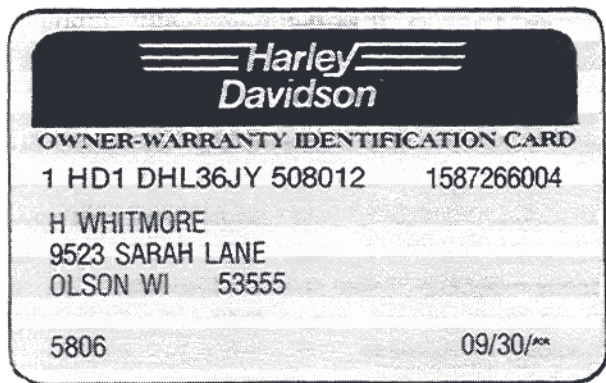 Harley
Davidson
OWNER-WARRANTY IDENTIFICATION CARD
1 HD1 DHL36JY 508012 1587266004
H WHITMORE
9523 SARAH LANE
OLSON WI 53555
5806 09/30/**